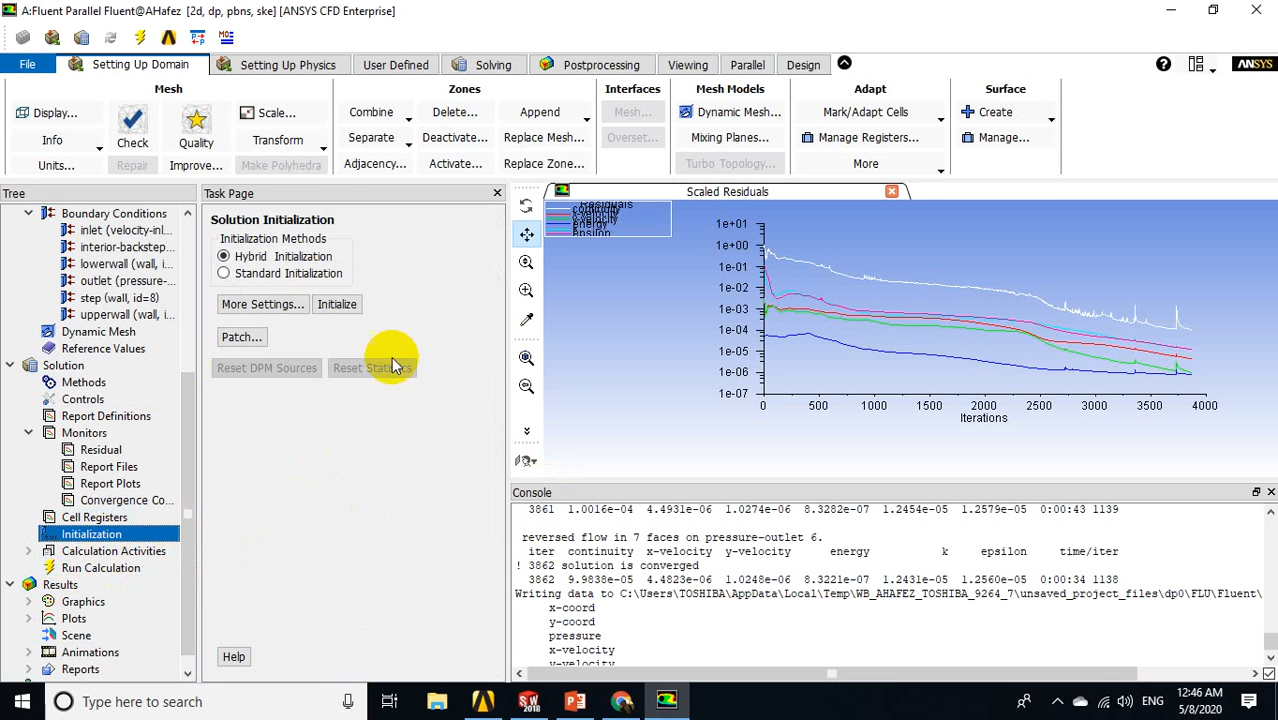 A:Fluent Parallel Fluent@AHafez [2d, dp, pbns, ske] [ANSYS CFD Enterprise]
File
Setting Up Domain
Setting Up Physics
User Defined
Solving
Postprocessing
Viewing
Parallel
Design
ANSYS
Mesh
Zones
Interfaces
Mesh Models
Adapt
Surface
Display...
Scale...
Combine
Delete...
Append
Mesh...
Dynamic Mesh...
Mark/Adapt Cells
Create
Info
Check
Quality
Transform
Separate
Deactivate...
Replace Mesh...
Overset...
Mixing Planes...
Manage Registers...
Manage...
Units...
Repair
Improve...
Make Polyhedra
Adjacency...
Activate...
Replace Zone...
Turbo Topology...
More
Tree
Boundary Conditions
inlet (velocity-inl...
interior-backstep...
lowerwall (wall, i...
outlet (pressure-...
step (wall, id=8)
upperwall (wall, i...
Dynamic Mesh
Reference Values
Solution
Methods
Controls
Report Definitions
Monitors
Residual
Report Files
Report Plots
Convergence Co...
Cell Registers
Initialization
Calculation Activities
Run Calculation
Results
Graphics
Plots
Scene
Animations
Reports
Task Page
Solution Initialization
Initialization Methods
Hybrid Initialization
Standard Initialization
More Settings...
Initialize
Patch...
Reset DPM Sources
Reset Statistics
Help
Scaled Residuals
Residuals
continuity
x-velocity
y-velocity
energy
epsilon
1e+01
1e+00
1e-01
1e-02
1e-03
1e-04
1e-05
1e-06
1e-07
0 500 1000 1500 2000 2500 3000 3500 4000
Iterations
Console
3861 1.0016e-04 4.4931e-06 1.0274e-06 8.3282e-07 1.2454e-05 1.2579e-05 0:00:43 1139
reversed flow in 7 faces on pressure-outlet 6.
iter continuity x-velocity y-velocity energy k epsilon time/iter
! 3862 solution is converged
3862 9.9838e-05 4.4823e-06 1.0248e-06 8.3221e-07 1.2431e-05 1.2560e-05 0:00:34 1138
Writing data to C:\Users\TOSHIBA\AppData\Local\Temp\WB_AHAFEZ_TOSHIBA_9264_7\unsaved_project_files\dp0\FLU\Fluent\
x-coord
y-coord
pressure
x-velocity
y-velocity
Type here to search
ENG
12:46 AM
5/8/2020